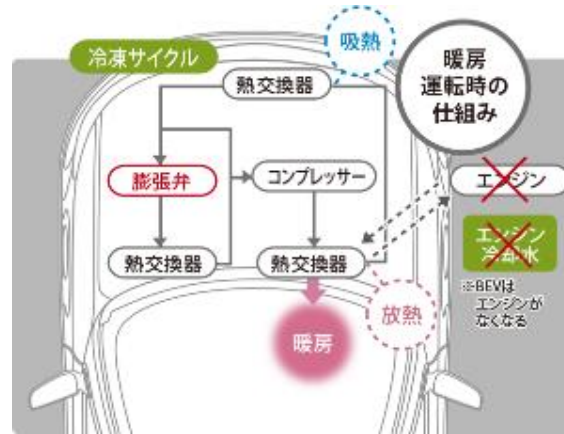 冷凍サイクル
吸熱
暖房
運転時の
仕組み
熱交換器
膨張弁
コンプレッサー
エンジン
熱交換器
熱交換器
エンジン
冷却水
※BEVは
エンジンが
なくなる
放熱
暖房